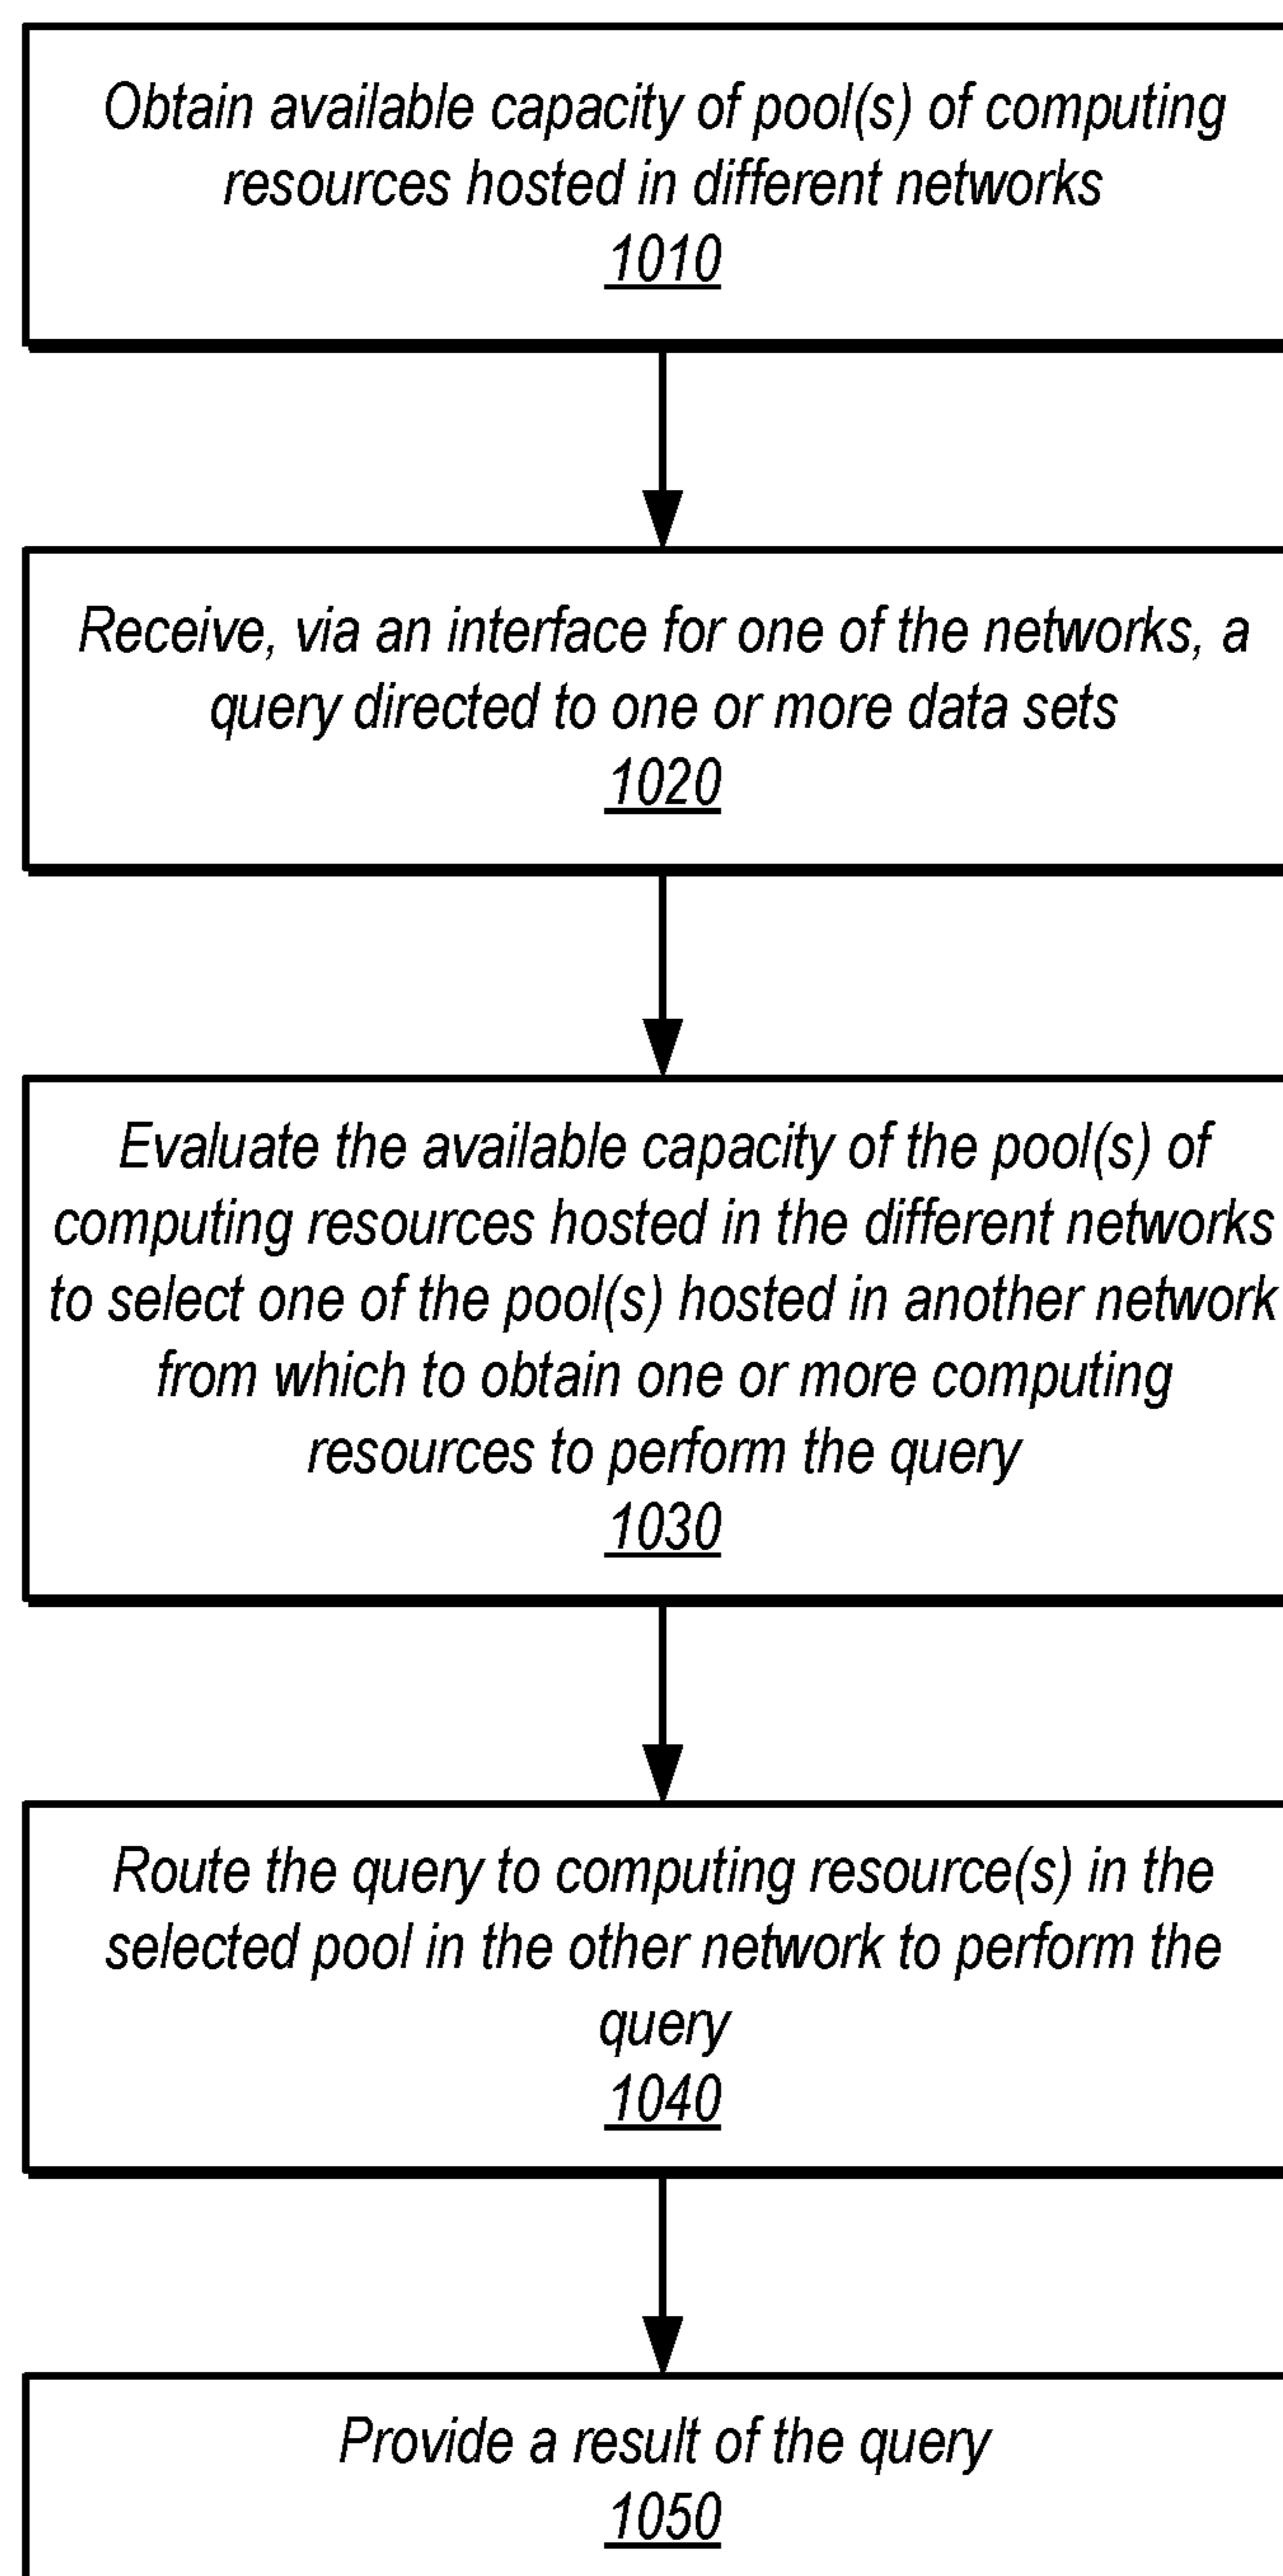 Obtain available capacity of pool(s) of computing
resources hosted in different networks
1010
Receive, via an interface for one of the networks, a
query directed to one or more data sets
1020
Evaluate the available capacity of the pool(s) of
computing resources hosted in the different networks
to select one of the pool(s) hosted in another network
from which to obtain one or more computing
resources to perform the query
1030
Route the query to computing resource(s) in the
selected pool in the other network to perform the
query
1040
Provide a result of the query
1050